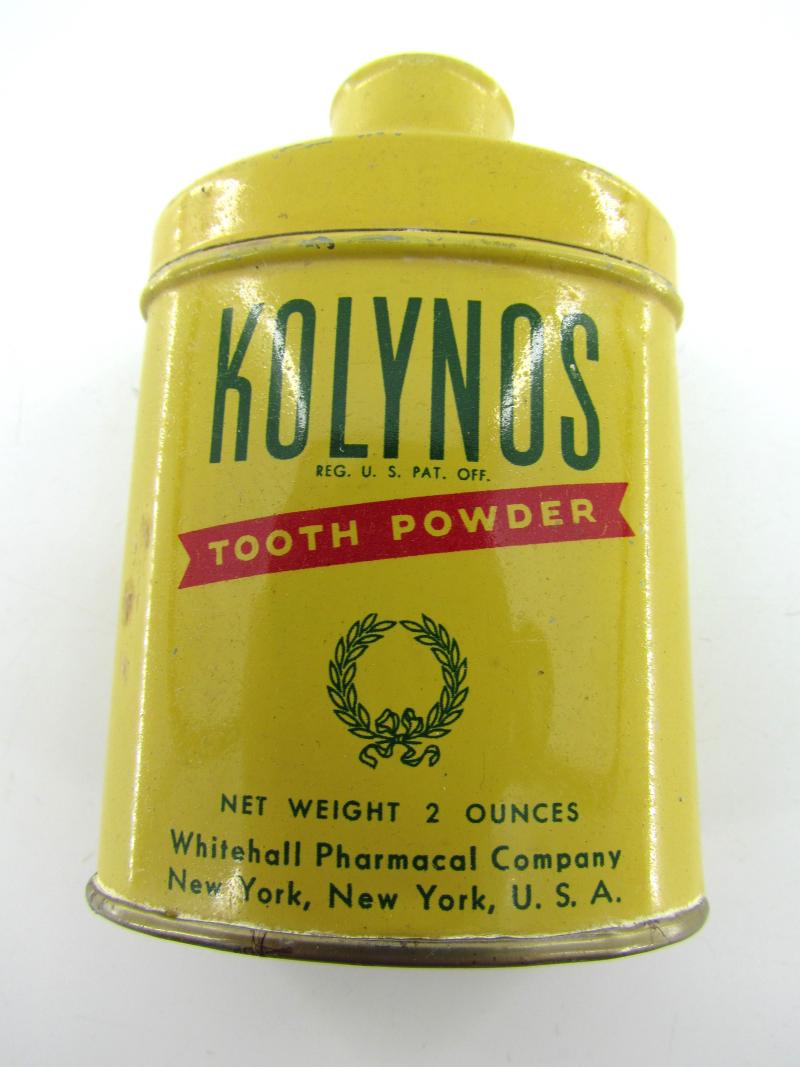 KOLYNOS
REG. U. S. PAT. OFF.
TOOTH POWDER
NET WEIGHT 2 OUNCES
Whitehall Pharmacal Company
New York, New York, U. S. A.